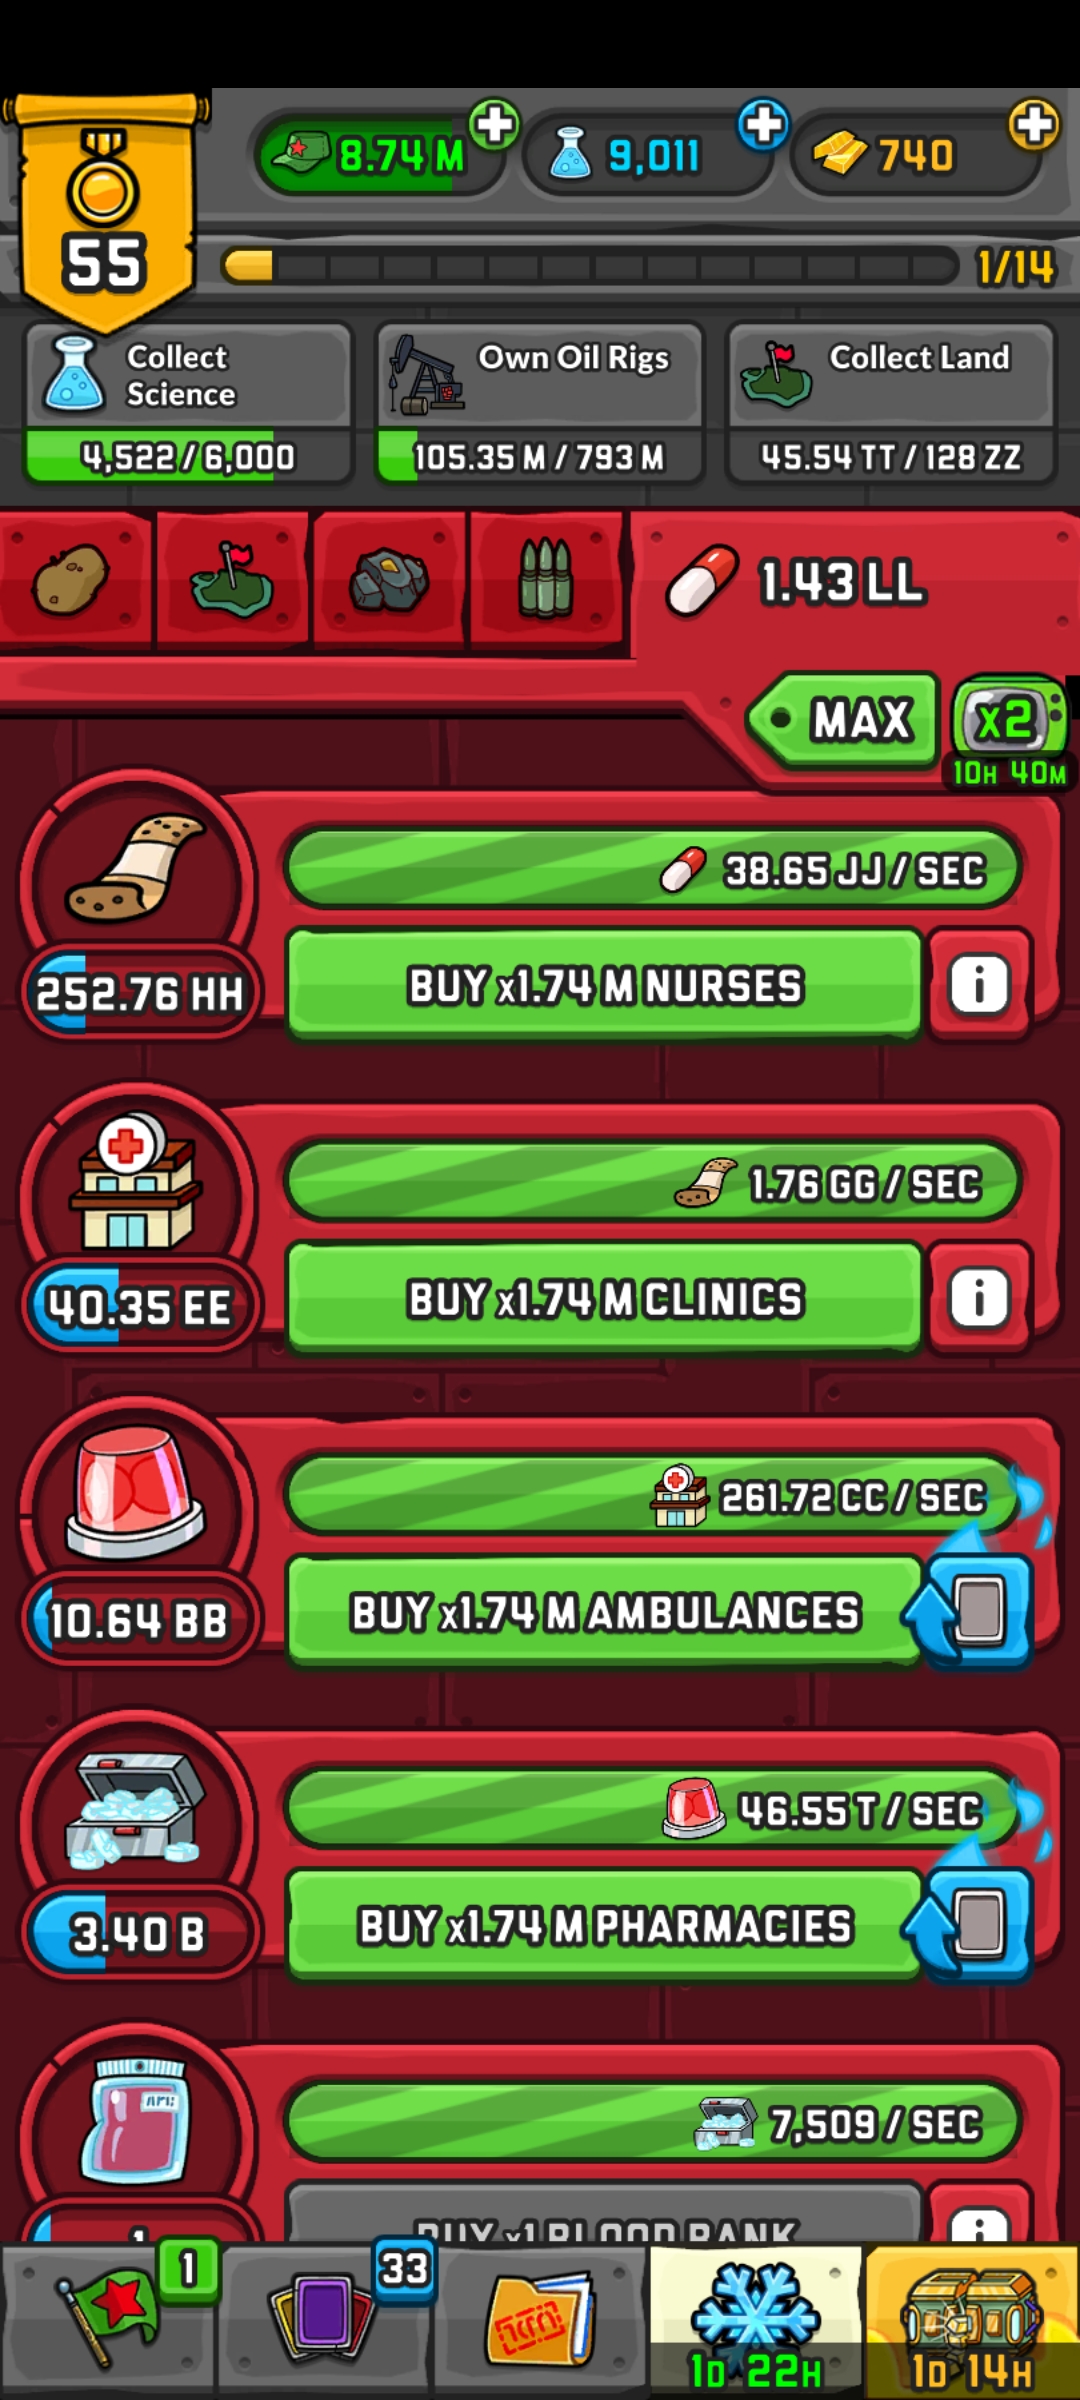 8.74 M
9,011
740
55
1/14
Collect
Science
4,522/6,000
Own Oil Rigs
105.35 M / 793 M
Collect Land
45.54 TT / 128 ZZ
1.43 LL
MAX
x2
10H 40M
38.65 JJ / SEC
252.76 HH
BUY x1.74 M NURSES
i
1.76 GG / SEC
40.35 EE
BUY x1.74 M CLINICS
i
261.72 CC / SEC
10.64 BB
BUY x1.74 M AMBULANCES
46.55 T / SEC
3.40 B
BUY x1.74 M PHARMACIES
7,509 / SEC
1
BUY x1 BLOOD BANK
i
1
33
1D 22H
1D 14H